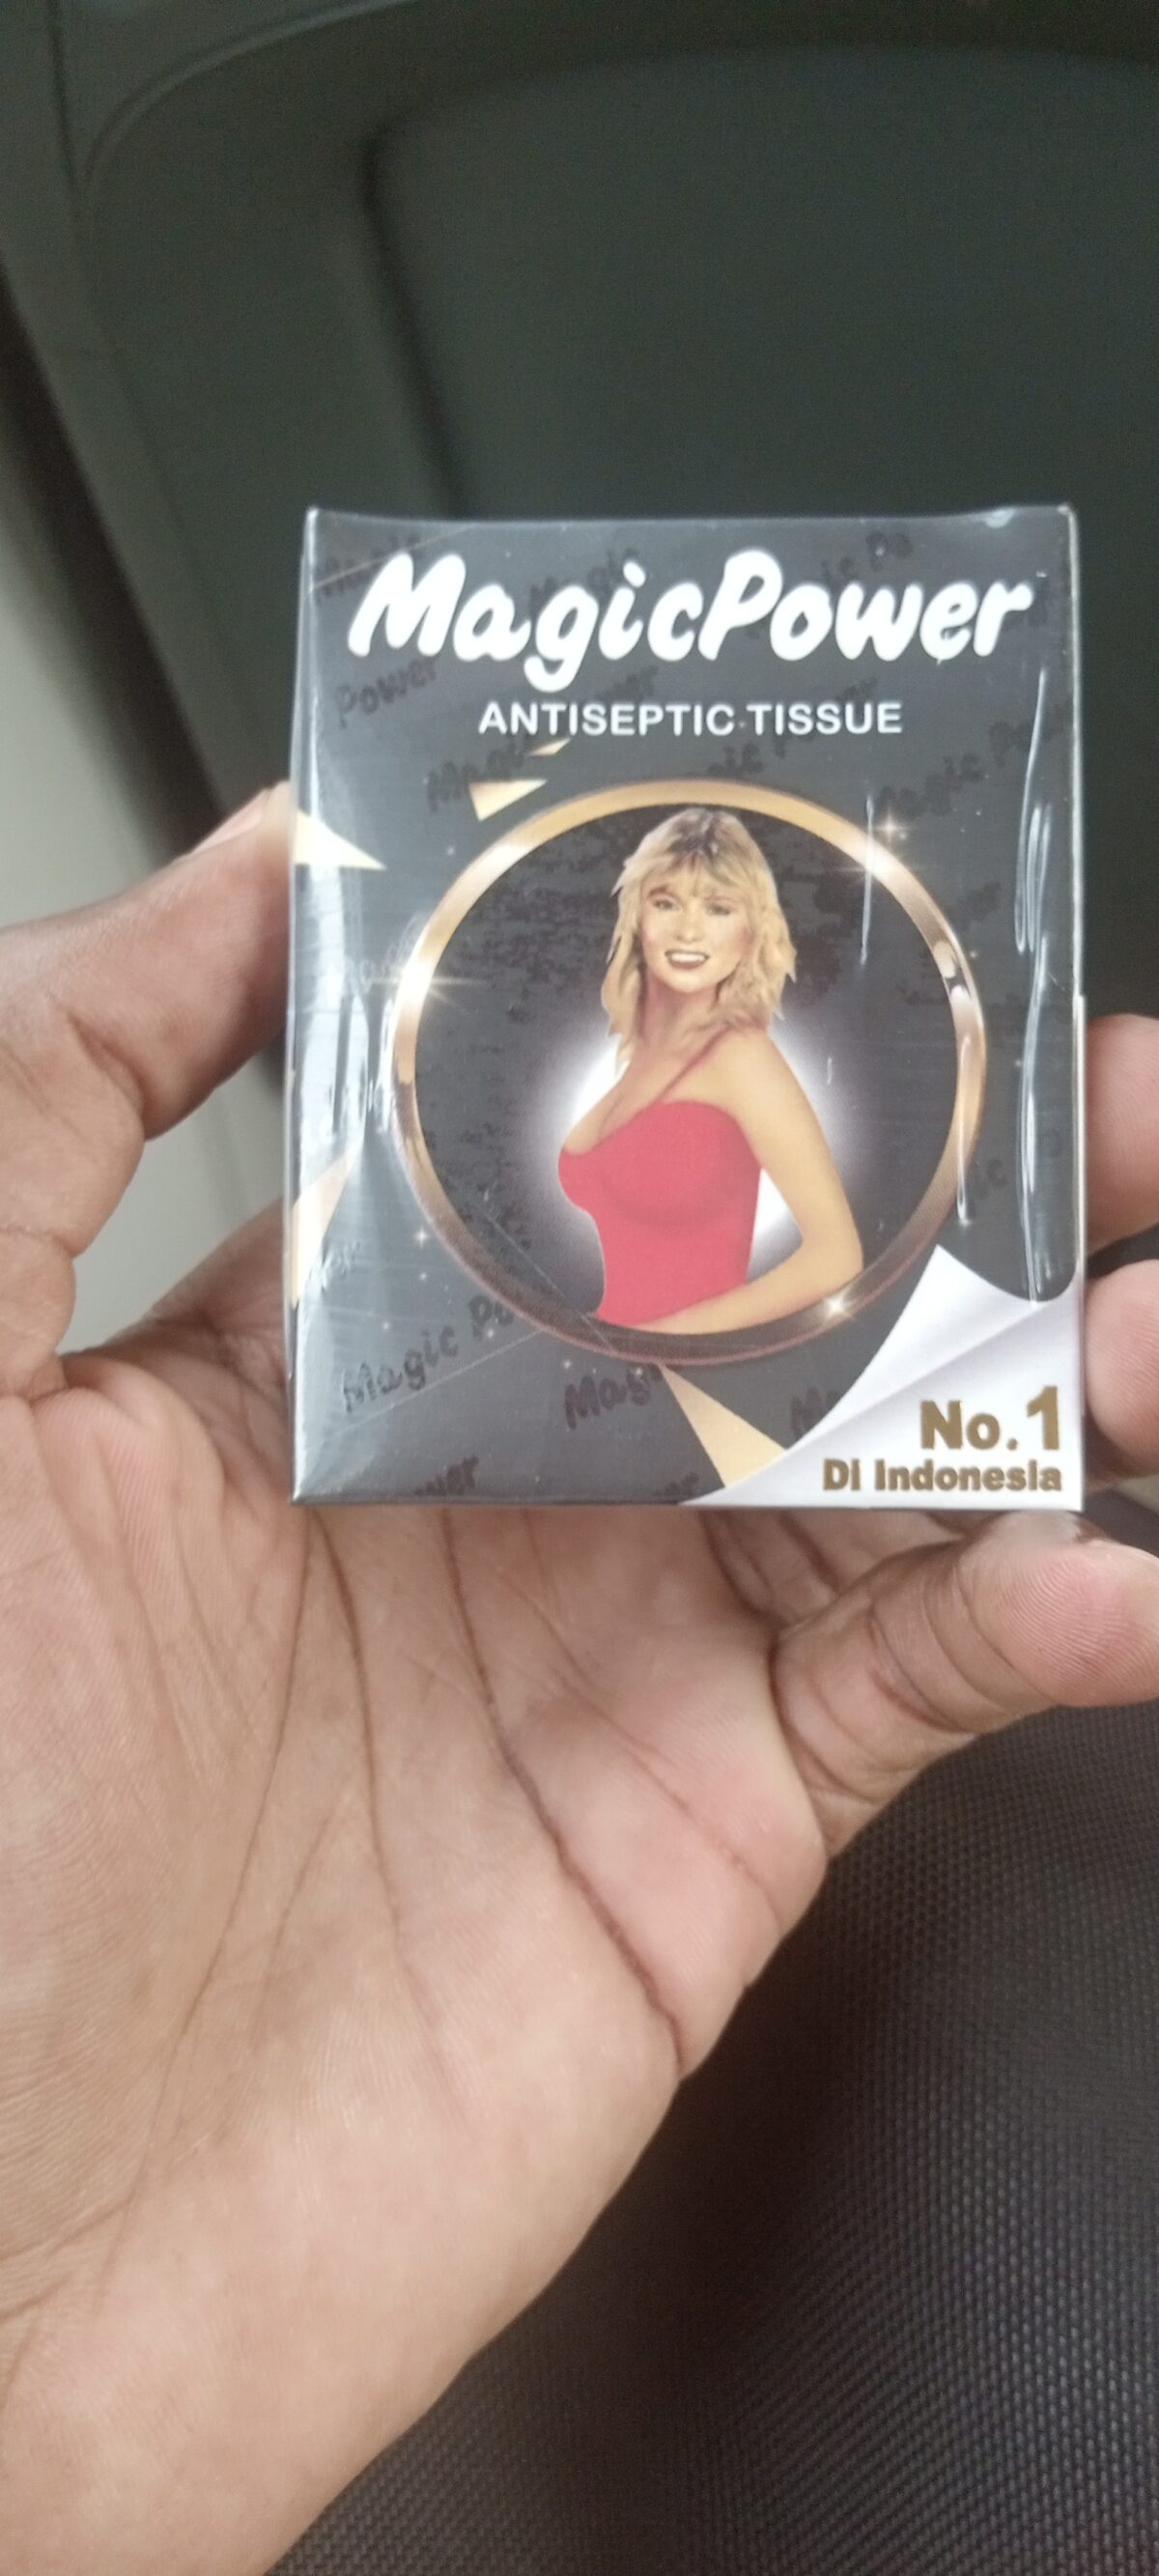 MagicPower
ANTISEPTIC TISSUE
No.1
Di Indonesia